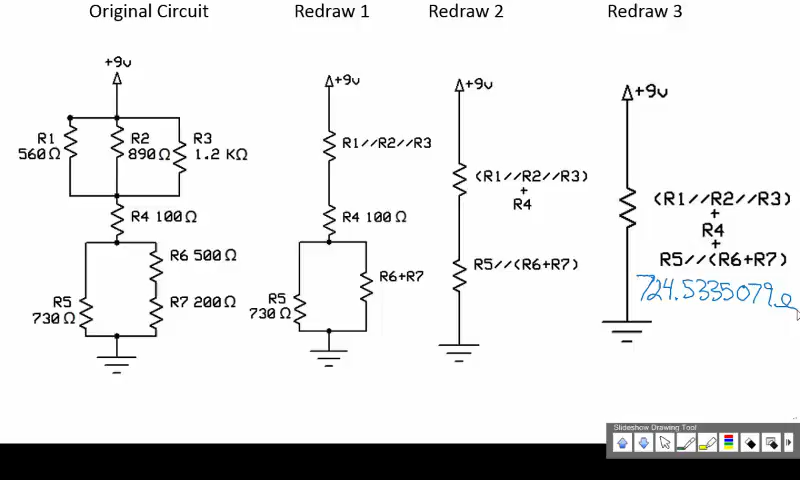 Original Circuit
Redraw 1
Redraw 2
Redraw 3
+9v
R1
560Ω
R2
890Ω
R3
1.2 KΩ
R4 100Ω
R6 500Ω
R5
730Ω
R7 200Ω
+9v
R1//R2//R3
R4 100Ω
R5
730Ω
R6+R7
+9v
(R1//R2//R3)
+
R4
R5//(R6+R7)
+9v
(R1//R2//R3)
+
R4
+
R5//(R6+R7)
724.5335079
Slideshow Drawing Tool